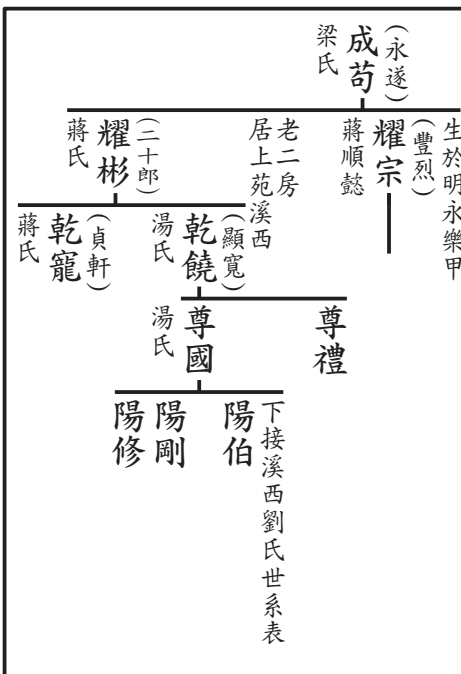 (永遂)
成苟
梁氏
生於明永樂甲
(豐烈)
耀宗
蔣順懿
老二房
居上苑溪西
(二十郎)
耀彬
蔣氏
(顯寬)
乾饒
湯氏
(貞軒)
乾寵
蔣氏
尊禮
尊國
湯氏
下接溪西劉氏世系表
陽伯
陽剛
陽修